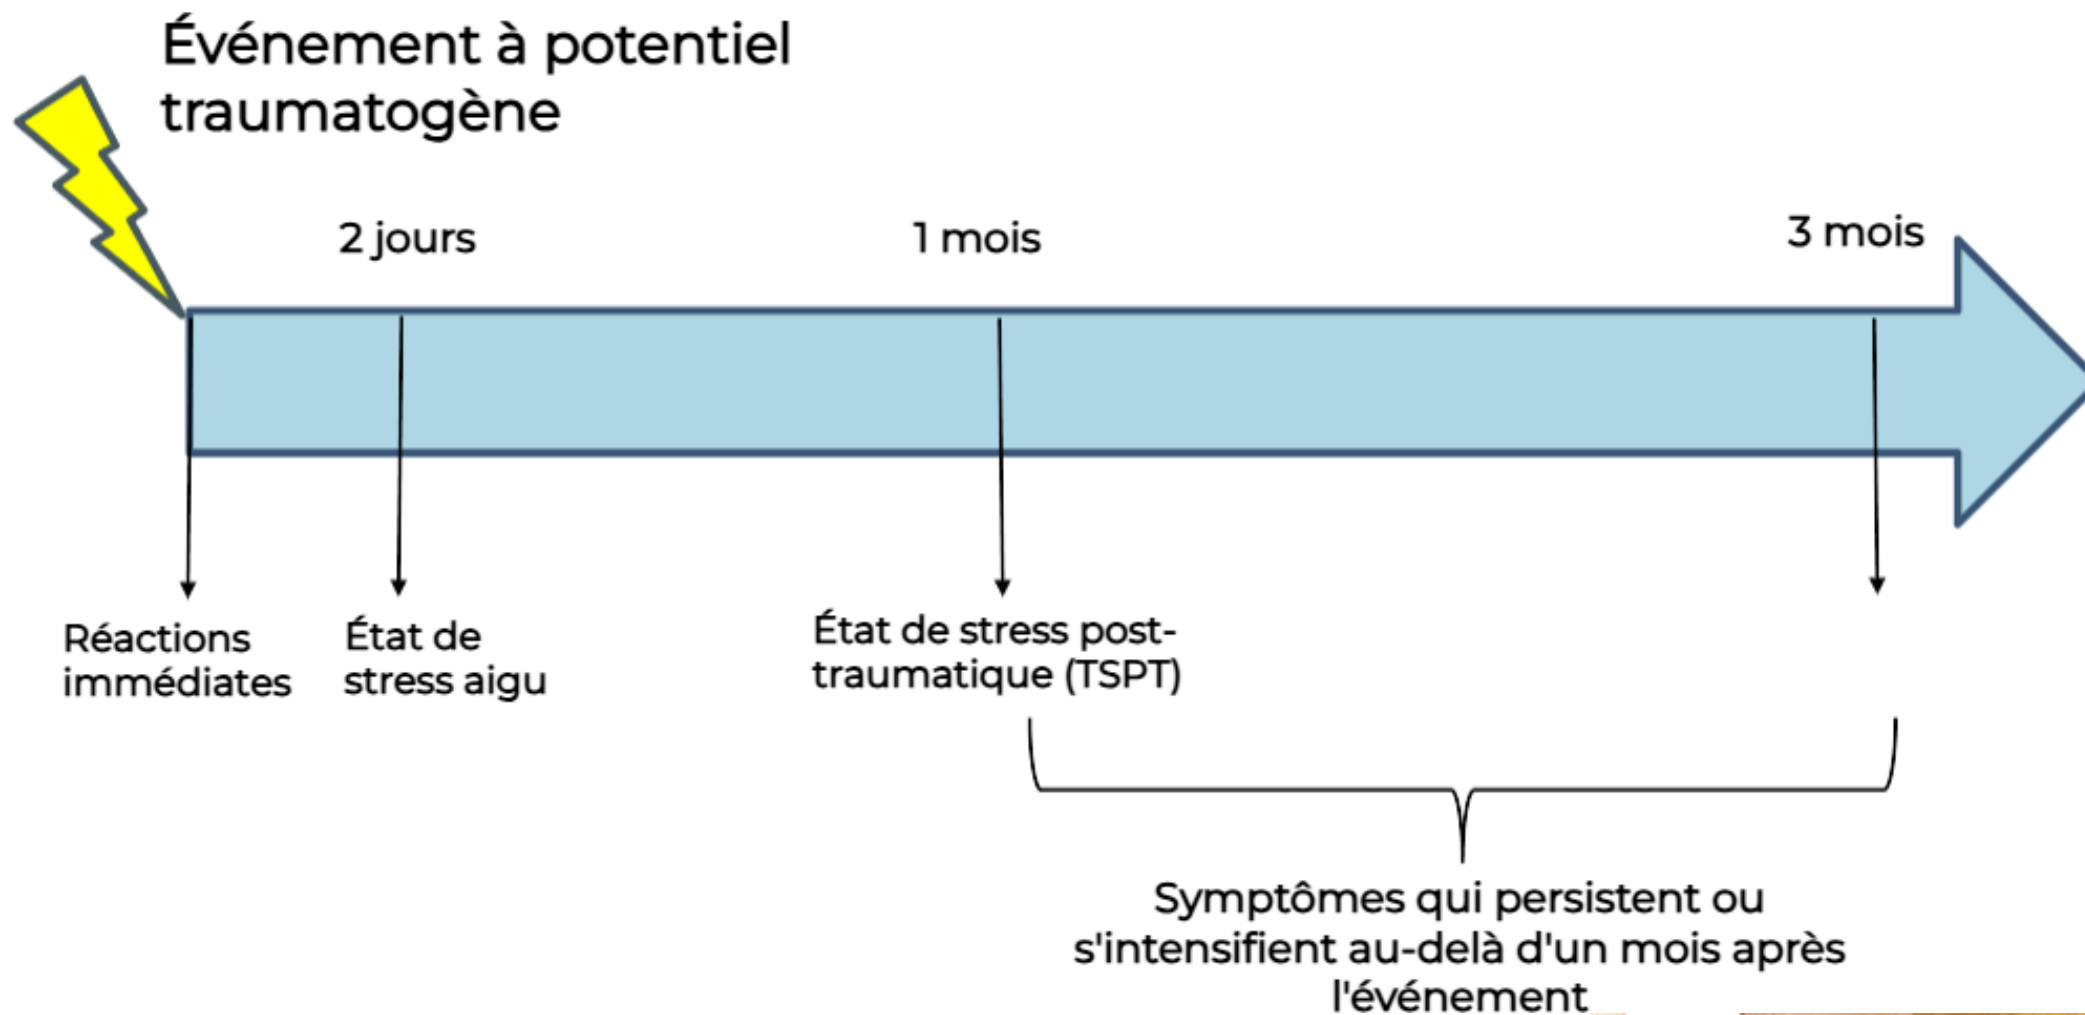 Événement à potentiel
traumatogène
2 jours
1 mois
3 mois
Réactions
immédiates
État de
stress aigu
État de stress post-
traumatique (TSPT)
Symptômes qui persistent ou
s'intensifient au-delà d'un mois après
l'événement